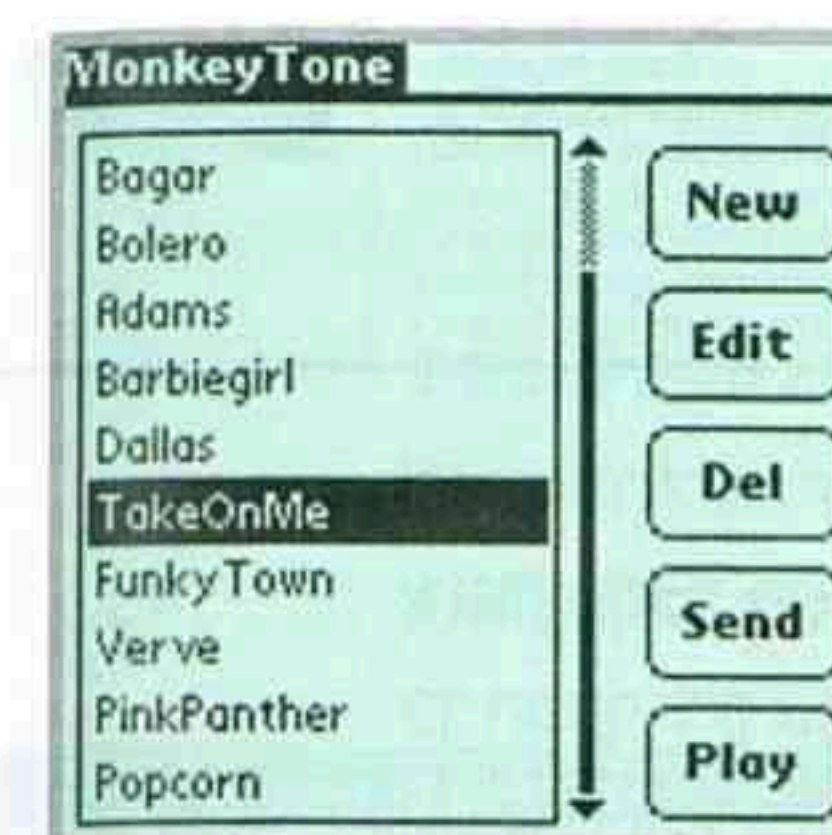 MonkeyTone
Bagar
Bolero
Adams
Barbiegirl
Dallas
TakeOnMe
FunkyTown
Verve
PinkPanther
Popcorn
New
Edit
Del
Send
Play